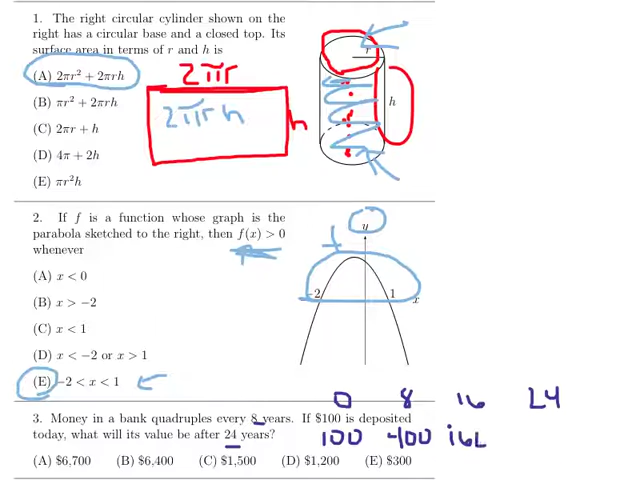 1. The right circular cylinder shown on the
right has a circular base and a closed top. Its
surface area in terms of r and h is
(A) 2πr² + 2πrh
(B) πr² + 2πrh
(C) 2πr + h
(D) 4π + 2h
(E) πr²h
2πr
2πrh
h
r
h
2. If f is a function whose graph is the
parabola sketched to the right, then f(x) > 0
whenever
(A) x < 0
(B) x > −2
(C) x < 1
(D) x < −2 or x > 1
(E) −2 < x < 1
y
−2
1
x
0 8 16 24
3. Money in a bank quadruples every 8 years. If $100 is deposited
today, what will its value be after 24 years?
100 400
(A) $6,700 (B) $6,400 (C) $1,500 (D) $1,200 (E) $300